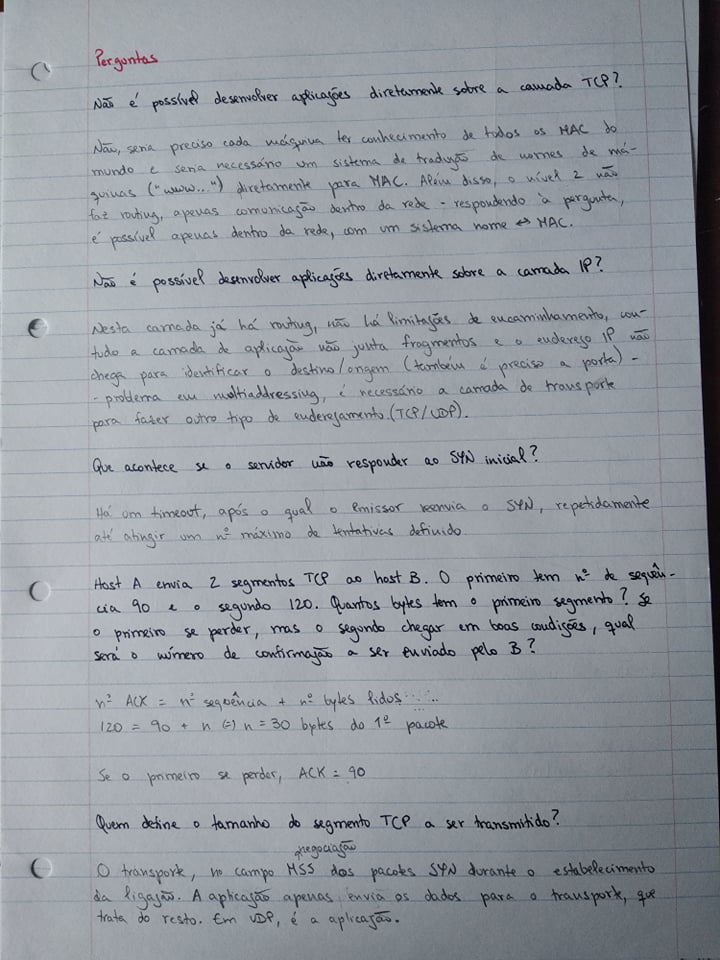 Perguntas
Não é possível desenvolver aplicações diretamente sobre a camada TCP?
Não, seria preciso cada máquina ter conhecimento de todos os MAC do
mundo e seria necessário um sistema de tradução de nomes de má-
quinas ("www...") diretamente para MAC. Além disso, o nível 2 não
faz routing, apenas comunicação dentro da rede - respondendo à pergunta,
é possível apenas dentro da rede, com um sistema nome ↔ MAC.
Não é possível desenvolver aplicações diretamente sobre a camada IP?
Nesta camada já há routing, não há limitações de encaminhamento, con-
tudo a camada de aplicação não junta fragmentos e o endereço IP não
chega para identificar o destino/origem (também é preciso a porta) -
- problema em multiaddressing, é necessário a camada de transporte
para fazer outro tipo de endereçamento (TCP/UDP).
Que acontece se o servidor não responder ao SYN inicial?
Há um timeout, após o qual o emissor reenvia o SYN, repetidamente
até atingir um nº máximo de tentativas definido.
Host A envia 2 segmentos TCP ao host B. O primeiro tem nº de sequên-
cia 90 e o segundo 120. Quantos bytes tem o primeiro segmento? Se
o primeiro se perder, mas o segundo chegar em boas condições, qual
será o número de confirmação a ser enviado pelo B?
nº ACK = nº sequência + nº bytes lidos
120 = 90 + n (=) n = 30 bytes do 1º pacote
Se o primeiro se perder, ACK = 90
Quem define o tamanho do segmento TCP a ser transmitido?
negociação
O transporte, no campo MSS dos pacotes SYN durante o estabelecimento
da ligação. A aplicação apenas envia os dados para o transporte, que
trata do resto. Em UDP, é a aplicação.